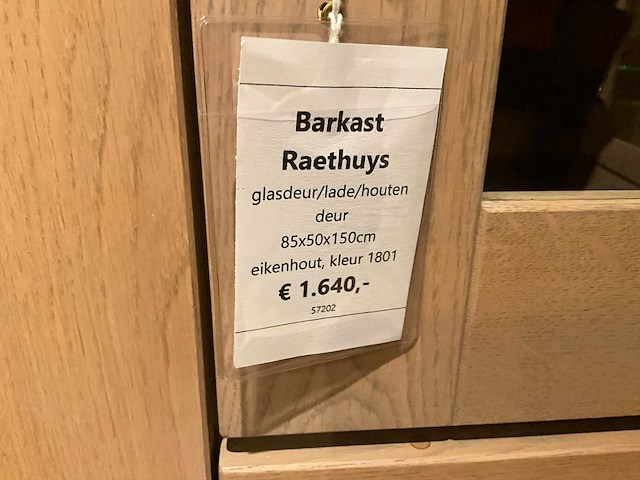 Barkast
Raethuys
glasdeur/lade/houten
deur
85x50x150cm
eikenhout, kleur 1801
€ 1.640,-
57202